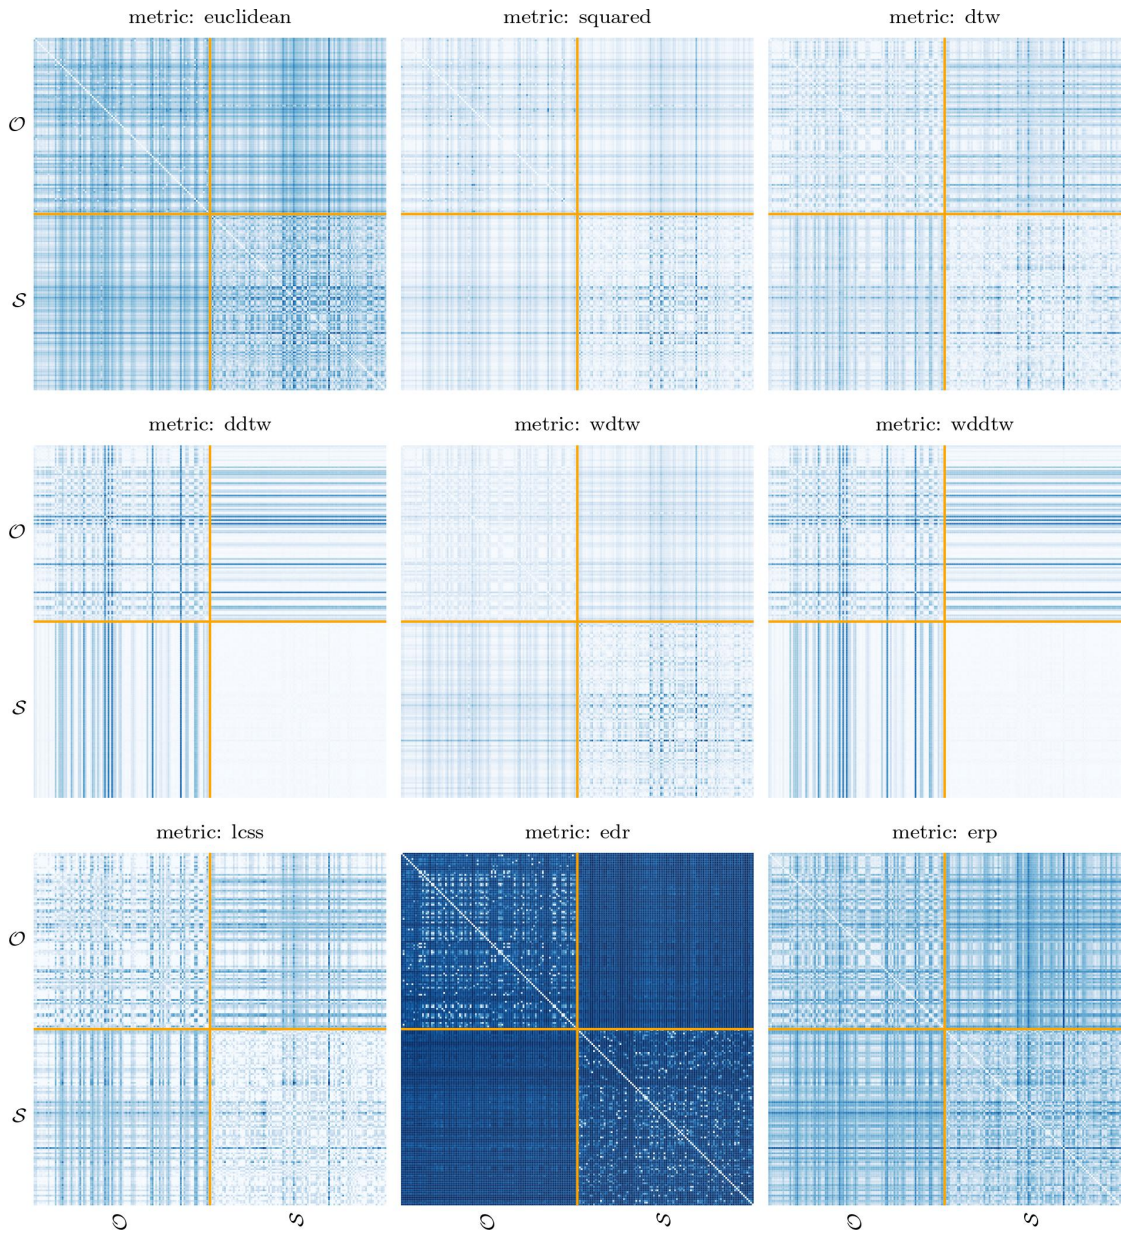 metric: euclidean metric: squared metric: dtw
𝒪
𝒮
metric: ddtw metric: wdtw metric: wddtw
𝒪
𝒮
metric: lcss metric: edr metric: erp
𝒪
𝒮
𝒪 𝒮 𝒪 𝒮 𝒪 𝒮